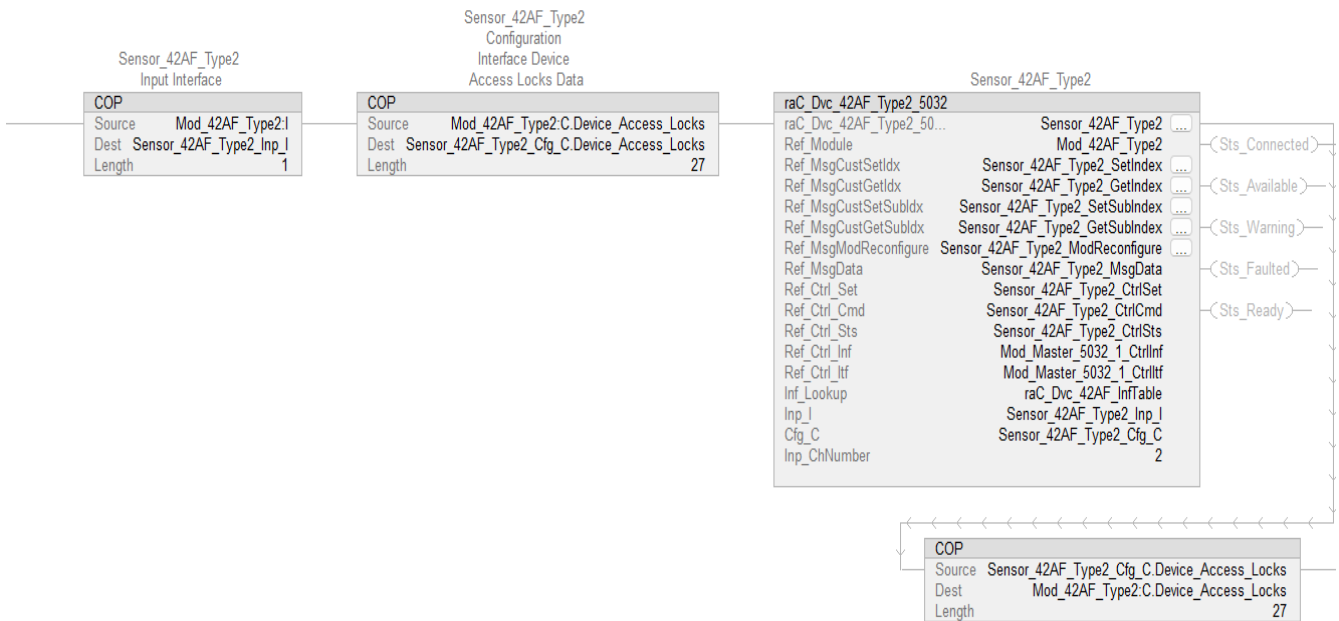 Sensor_42AF_Type2
Input Interface
COP
Source Mod_42AF_Type2:I
Dest Sensor_42AF_Type2_Inp_I
Length 1
Sensor_42AF_Type2
Configuration
Interface Device
Access Locks Data
COP
Source Mod_42AF_Type2:C.Device_Access_Locks
Dest Sensor_42AF_Type2_Cfg_C.Device_Access_Locks
Length 27
Sensor_42AF_Type2
raC_Dvc_42AF_Type2_5032
raC_Dvc_42AF_Type2_50... Sensor_42AF_Type2 ...
Ref_Module Mod_42AF_Type2 (Sts_Connected)
Ref_MsgCustSetIdx Sensor_42AF_Type2_SetIndex ...
Ref_MsgCustGetIdx Sensor_42AF_Type2_GetIndex ... (Sts_Available)
Ref_MsgCustSetSubIdx Sensor_42AF_Type2_SetSubIndex ...
Ref_MsgCustGetSubIdx Sensor_42AF_Type2_GetSubIndex ... (Sts_Warning)
Ref_MsgModReconfigure Sensor_42AF_Type2_ModReconfigure ...
Ref_MsgData Sensor_42AF_Type2_MsgData (Sts_Faulted)
Ref_Ctrl_Set Sensor_42AF_Type2_CtrlSet
Ref_Ctrl_Cmd Sensor_42AF_Type2_CtrlCmd (Sts_Ready)
Ref_Ctrl_Sts Sensor_42AF_Type2_CtrlSts
Ref_Ctrl_Inf Mod_Master_5032_1_CtrlInf
Ref_Ctrl_Itf Mod_Master_5032_1_CtrlItf
Inf_Lookup raC_Dvc_42AF_InfTable
Inp_I Sensor_42AF_Type2_Inp_I
Cfg_C Sensor_42AF_Type2_Cfg_C
Inp_ChNumber 2
COP
Source Sensor_42AF_Type2_Cfg_C.Device_Access_Locks
Dest Mod_42AF_Type2:C.Device_Access_Locks
Length 27